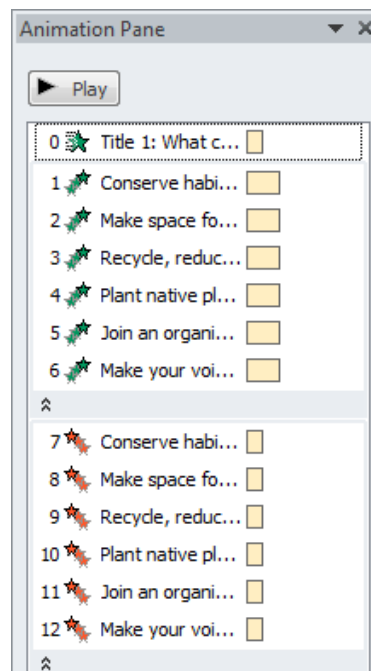 Animation Pane
Play
0 Title 1: What c...
1 Conserve habi...
2 Make space fo...
3 Recycle, reduc...
4 Plant native pl...
5 Join an organi...
6 Make your voi...
7 Conserve habi...
8 Make space fo...
9 Recycle, reduc...
10 Plant native pl...
11 Join an organi...
12 Make your voi...